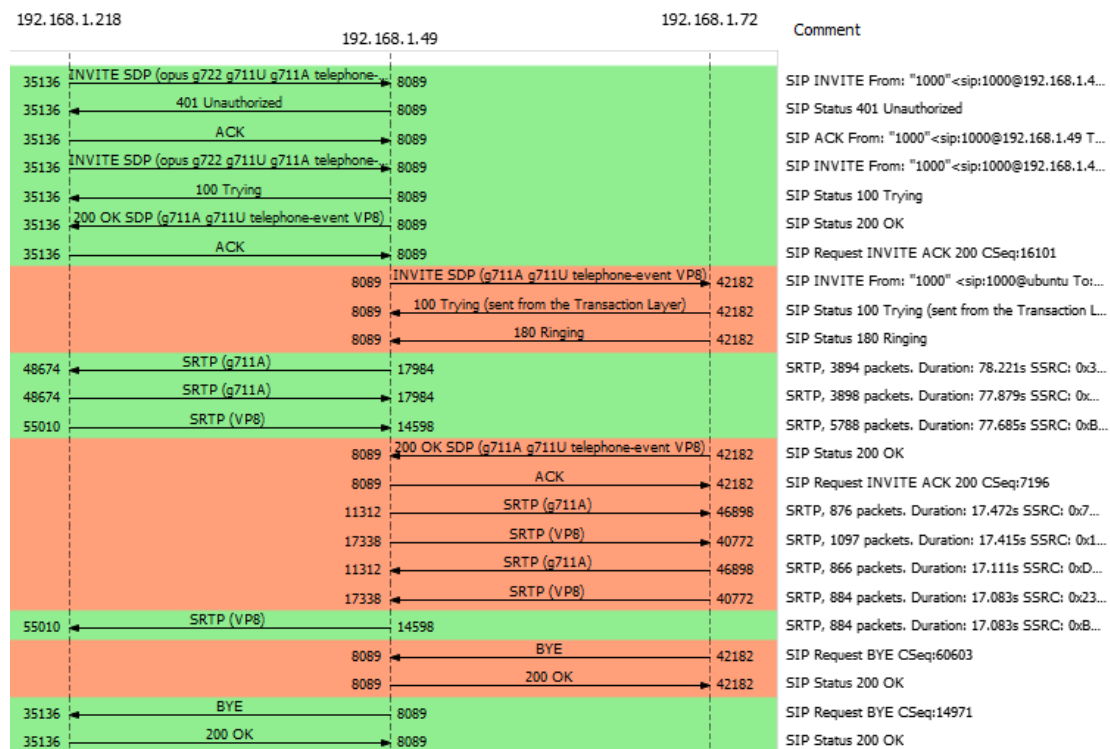 192.168.1.218 192.168.1.49 192.168.1.72 Comment
35136 INVITE SDP (opus g722 g711U g711A telephone-... 8089 SIP INVITE From: "1000"<sip:1000@192.168.1.4...
35136 401 Unauthorized 8089 SIP Status 401 Unauthorized
35136 ACK 8089 SIP ACK From: "1000"<sip:1000@192.168.1.49 T...
35136 INVITE SDP (opus g722 g711U g711A telephone-... 8089 SIP INVITE From: "1000"<sip:1000@192.168.1.4...
35136 100 Trying 8089 SIP Status 100 Trying
35136 200 OK SDP (g711A g711U telephone-event VP8) 8089 SIP Status 200 OK
35136 ACK 8089 SIP Request INVITE ACK 200 CSeq:16101
8089 INVITE SDP (g711A g711U telephone-event VP8) 42182 SIP INVITE From: "1000" <sip:1000@ubuntu To:...
8089 100 Trying (sent from the Transaction Layer) 42182 SIP Status 100 Trying (sent from the Transaction L...
8089 180 Ringing 42182 SIP Status 180 Ringing
48674 SRTP (g711A) 17984 SRTP, 3894 packets. Duration: 78.221s SSRC: 0x3...
48674 SRTP (g711A) 17984 SRTP, 3898 packets. Duration: 77.879s SSRC: 0x...
55010 SRTP (VP8) 14598 SRTP, 5788 packets. Duration: 77.685s SSRC: 0xB...
8089 200 OK SDP (g711A g711U telephone-event VP8) 42182 SIP Status 200 OK
8089 ACK 42182 SIP Request INVITE ACK 200 CSeq:7196
11312 SRTP (g711A) 46898 SRTP, 876 packets. Duration: 17.472s SSRC: 0x7...
17338 SRTP (VP8) 40772 SRTP, 1097 packets. Duration: 17.415s SSRC: 0x1...
11312 SRTP (g711A) 46898 SRTP, 866 packets. Duration: 17.111s SSRC: 0xD...
17338 SRTP (VP8) 40772 SRTP, 884 packets. Duration: 17.083s SSRC: 0x23...
55010 SRTP (VP8) 14598 SRTP, 884 packets. Duration: 17.083s SSRC: 0xB...
8089 BYE 42182 SIP Request BYE CSeq:60603
8089 200 OK 42182 SIP Status 200 OK
35136 BYE 8089 SIP Request BYE CSeq:14971
35136 200 OK 8089 SIP Status 200 OK